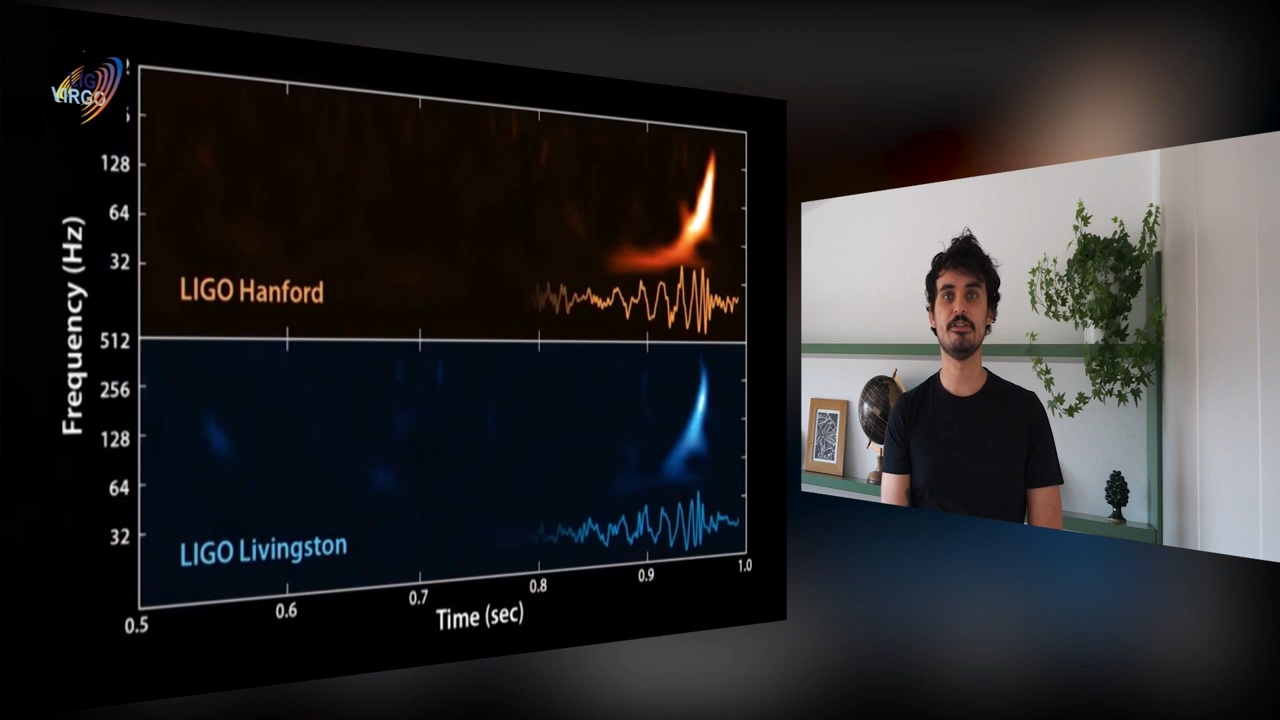 LIGO
VIRGO
128
64
32
LIGO Hanford
Frequency (Hz)
512
256
128
64
32
LIGO Livingston
0.5
0.6
0.7
0.8
0.9
1.0
Time (sec)